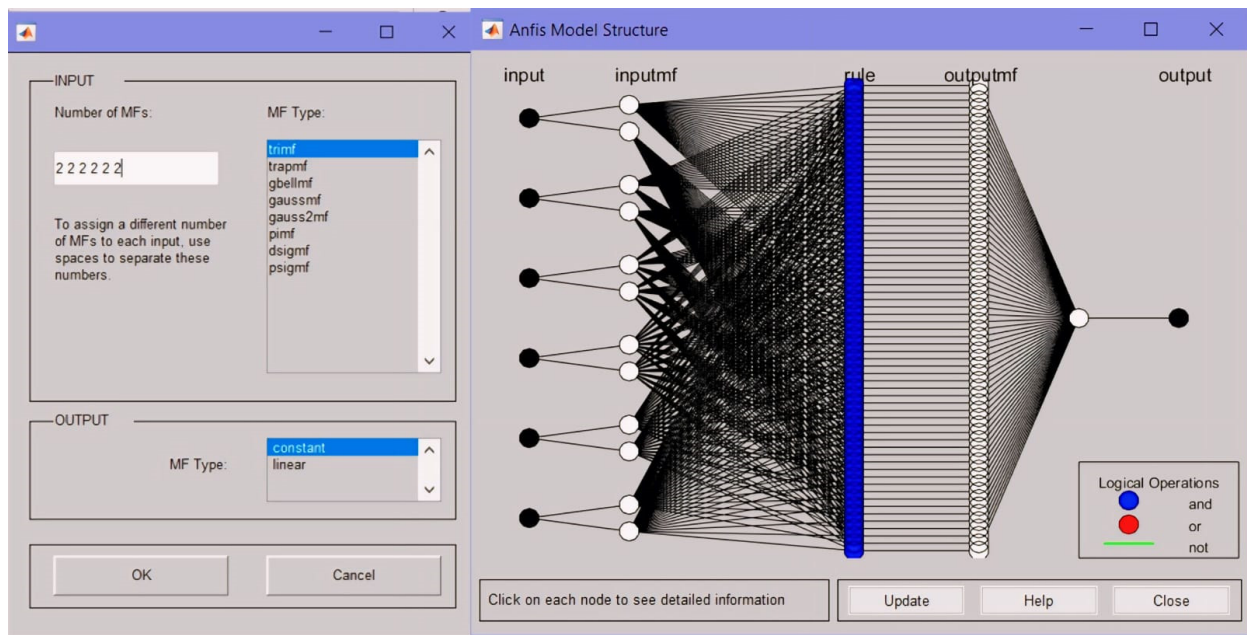 INPUT
Number of MFs:
2 2 2 2 2 2
To assign a different number
of MFs to each input, use
spaces to separate these
numbers.
MF Type:
trimf
trapmf
gbellmf
gaussmf
gauss2mf
pimf
dsigmf
psigmf
OUTPUT
MF Type:
constant
linear
OK
Cancel
Anfis Model Structure
input inputmf rule outputmf output
Logical Operations
and
or
not
Click on each node to see detailed information
Update
Help
Close